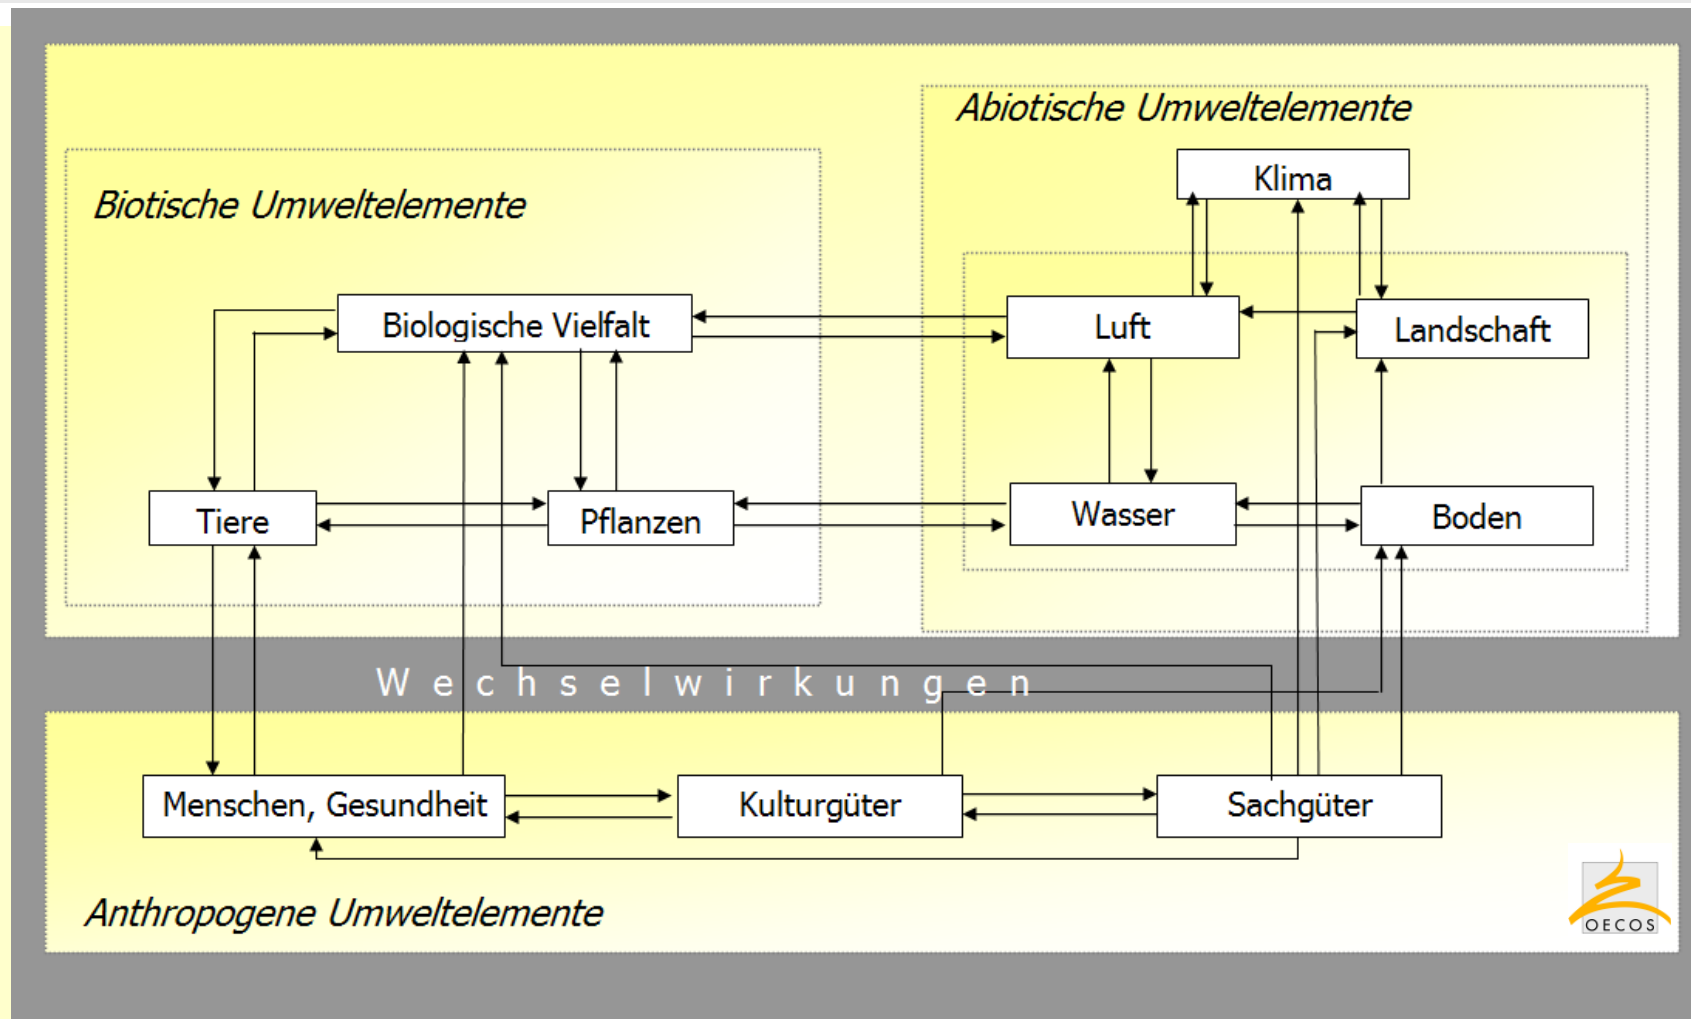 Abiotische Umweltelemente
Klima
Biotische Umweltelemente
Biologische Vielfalt
Luft
Landschaft
Tiere
Pflanzen
Wasser
Boden
Wechselwirkungen
Menschen, Gesundheit
Kulturgüter
Sachgüter
Anthropogene Umweltelemente
OECOS